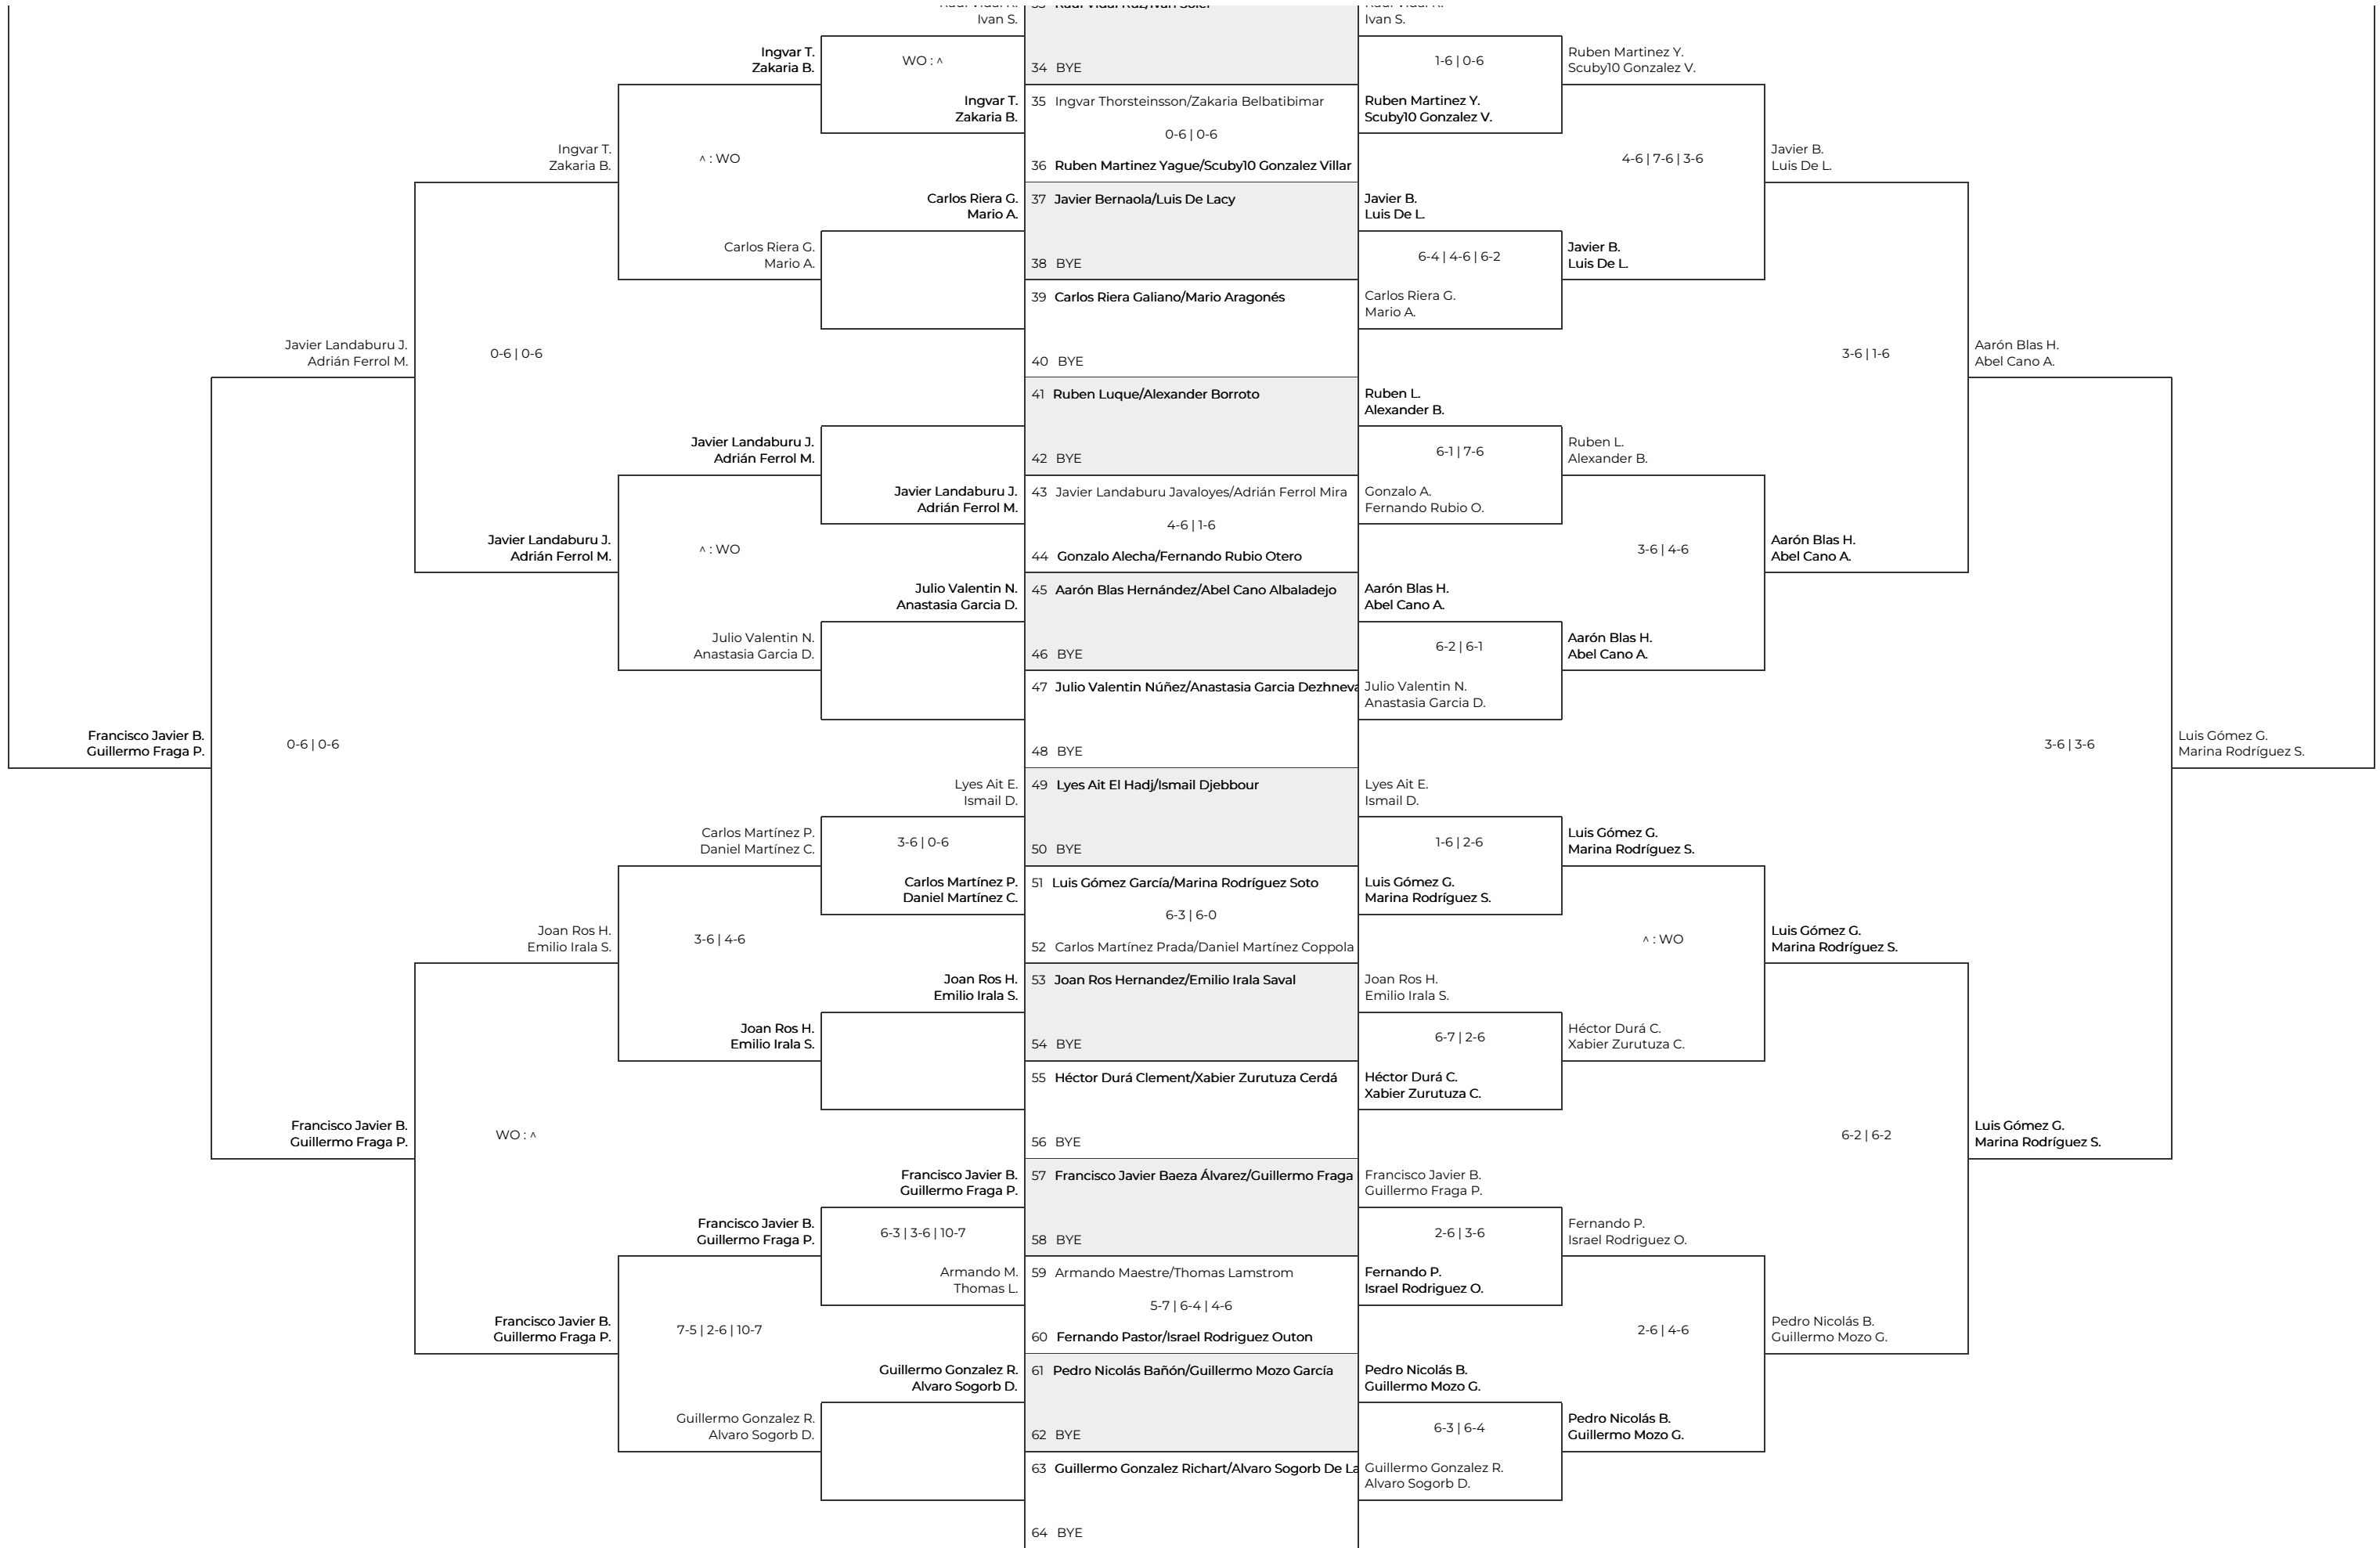 Ivan S.
Ivan S.
Ingvar T.
Zakaria B.
WO : ^
34 BYE
1-6 | 0-6
Ruben Martinez Y.
Scuby10 Gonzalez V.
Ingvar T.
Zakaria B.
35 Ingvar Thorsteinsson/Zakaria Belbatibimar
0-6 | 0-6
Ruben Martinez Y.
Scuby10 Gonzalez V.
Ingvar T.
Zakaria B.
^ : WO
36 Ruben Martinez Yague/Scuby10 Gonzalez Villar
4-6 | 7-6 | 3-6
Javier B.
Luis De L.
Carlos Riera G.
Mario A.
37 Javier Bernaola/Luis De Lacy
Javier B.
Luis De L.
Carlos Riera G.
Mario A.
38 BYE
6-4 | 4-6 | 6-2
Javier B.
Luis De L.
39 Carlos Riera Galiano/Mario Aragonés
Carlos Riera G.
Mario A.
Javier Landaburu J.
Adrián Ferrol M.
0-6 | 0-6
40 BYE
3-6 | 1-6
Aarón Blas H.
Abel Cano A.
41 Ruben Luque/Alexander Borroto
Ruben L.
Alexander B.
Javier Landaburu J.
Adrián Ferrol M.
42 BYE
6-1 | 7-6
Ruben L.
Alexander B.
Javier Landaburu J.
Adrián Ferrol M.
43 Javier Landaburu Javaloyes/Adrián Ferrol Mira
4-6 | 1-6
Gonzalo A.
Fernando Rubio O.
Javier Landaburu J.
Adrián Ferrol M.
^ : WO
44 Gonzalo Alecha/Fernando Rubio Otero
3-6 | 4-6
Aarón Blas H.
Abel Cano A.
Julio Valentin N.
Anastasia Garcia D.
45 Aarón Blas Hernández/Abel Cano Albaladejo
Aarón Blas H.
Abel Cano A.
Julio Valentin N.
Anastasia Garcia D.
46 BYE
6-2 | 6-1
Aarón Blas H.
Abel Cano A.
47 Julio Valentin Núñez/Anastasia Garcia Dezhneva
Julio Valentin N.
Anastasia Garcia D.
Francisco Javier B.
Guillermo Fraga P.
0-6 | 0-6
48 BYE
3-6 | 3-6
Luis Gómez G.
Marina Rodríguez S.
Lyes Ait E.
Ismail D.
49 Lyes Ait El Hadj/Ismail Djebbour
Lyes Ait E.
Ismail D.
Carlos Martínez P.
Daniel Martínez C.
3-6 | 0-6
50 BYE
1-6 | 2-6
Luis Gómez G.
Marina Rodríguez S.
Carlos Martínez P.
Daniel Martínez C.
51 Luis Gómez García/Marina Rodríguez Soto
6-3 | 6-0
Luis Gómez G.
Marina Rodríguez S.
Joan Ros H.
Emilio Irala S.
3-6 | 4-6
52 Carlos Martínez Prada/Daniel Martínez Coppola
^ : WO
Luis Gómez G.
Marina Rodríguez S.
Joan Ros H.
Emilio Irala S.
53 Joan Ros Hernandez/Emilio Irala Saval
Joan Ros H.
Emilio Irala S.
Joan Ros H.
Emilio Irala S.
54 BYE
6-7 | 2-6
Héctor Durá C.
Xabier Zurutuza C.
55 Héctor Durá Clement/Xabier Zurutuza Cerdá
Héctor Durá C.
Xabier Zurutuza C.
Francisco Javier B.
Guillermo Fraga P.
WO : ^
56 BYE
6-2 | 6-2
Luis Gómez G.
Marina Rodríguez S.
Francisco Javier B.
Guillermo Fraga P.
57 Francisco Javier Baeza Álvarez/Guillermo Fraga
Francisco Javier B.
Guillermo Fraga P.
Francisco Javier B.
Guillermo Fraga P.
6-3 | 3-6 | 10-7
58 BYE
2-6 | 3-6
Fernando P.
Israel Rodriguez O.
Armando M.
Thomas L.
59 Armando Maestre/Thomas Lamstrom
5-7 | 6-4 | 4-6
Fernando P.
Israel Rodriguez O.
Francisco Javier B.
Guillermo Fraga P.
7-5 | 2-6 | 10-7
60 Fernando Pastor/Israel Rodriguez Outon
2-6 | 4-6
Pedro Nicolás B.
Guillermo Mozo G.
Guillermo Gonzalez R.
Alvaro Sogorb D.
61 Pedro Nicolás Bañón/Guillermo Mozo García
Pedro Nicolás B.
Guillermo Mozo G.
Guillermo Gonzalez R.
Alvaro Sogorb D.
62 BYE
6-3 | 6-4
Pedro Nicolás B.
Guillermo Mozo G.
63 Guillermo Gonzalez Richart/Alvaro Sogorb De La
Guillermo Gonzalez R.
Alvaro Sogorb D.
64 BYE